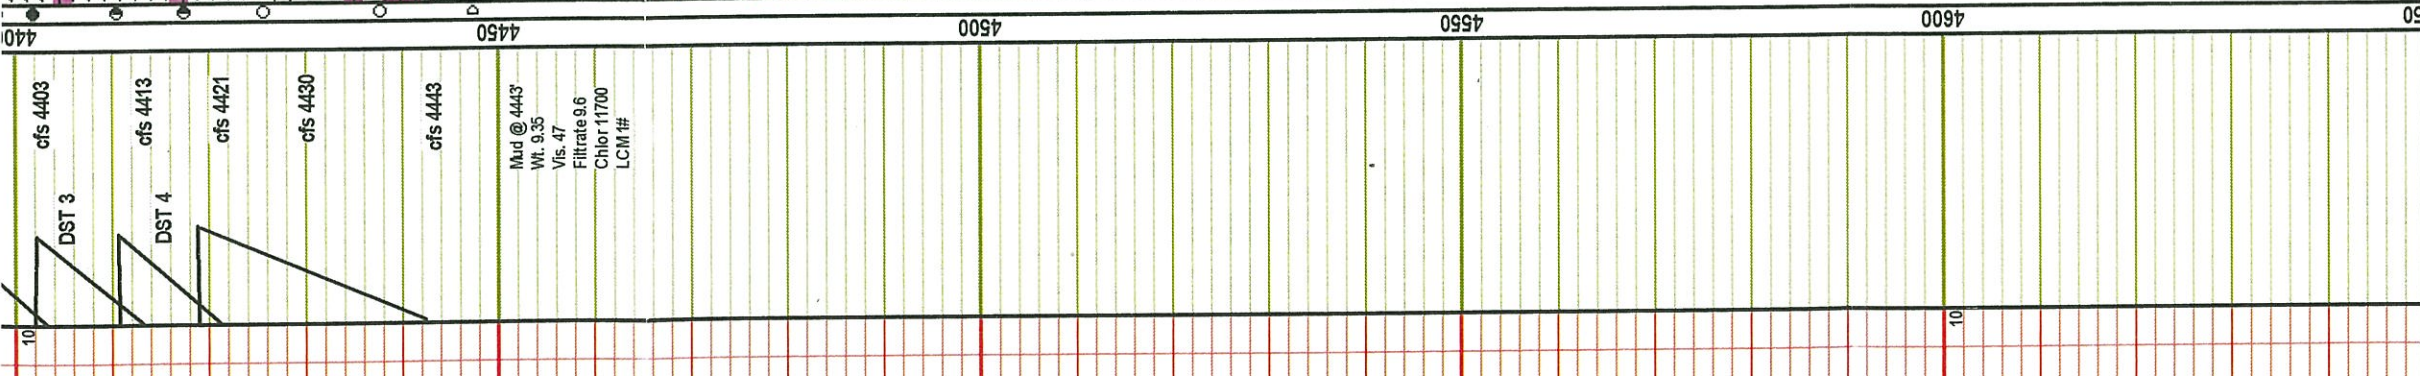 4400
4450
4500
4550
4600
cfs 4403
cfs 4413
cfs 4421
cfs 4430
cfs 4443
Mud @ 4443'
Wt. 9.35
Vis. 47
Filtrate 9.6
Chlor 11700
LCM 1#
DST 3
DST 4
10
10